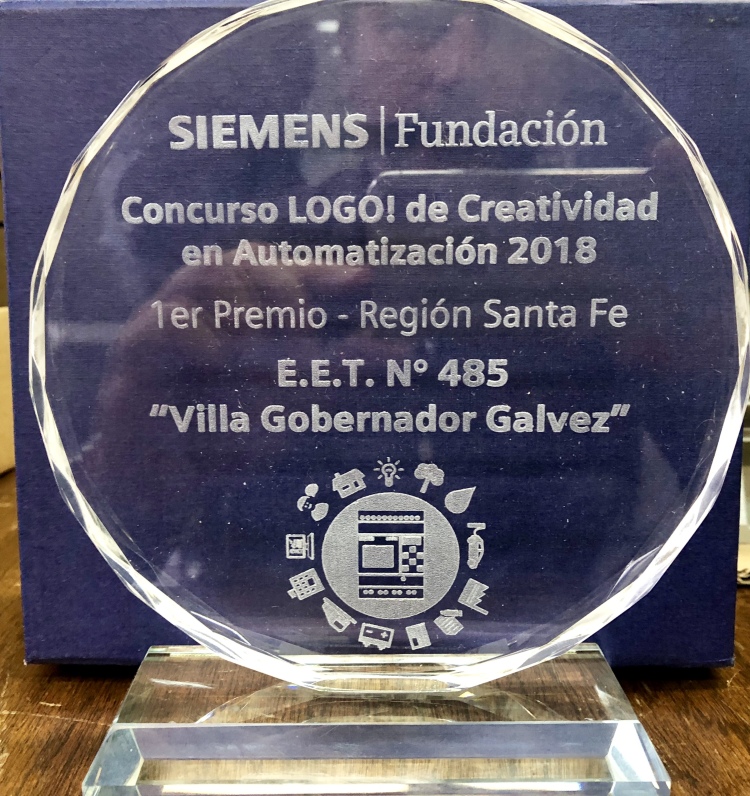 SIEMENS | Fundación
Concurso LOGO! de Creatividad
en Automatización 2018
1er Premio - Región Santa Fe
E.E.T. N° 485
"Villa Gobernador Galvez"